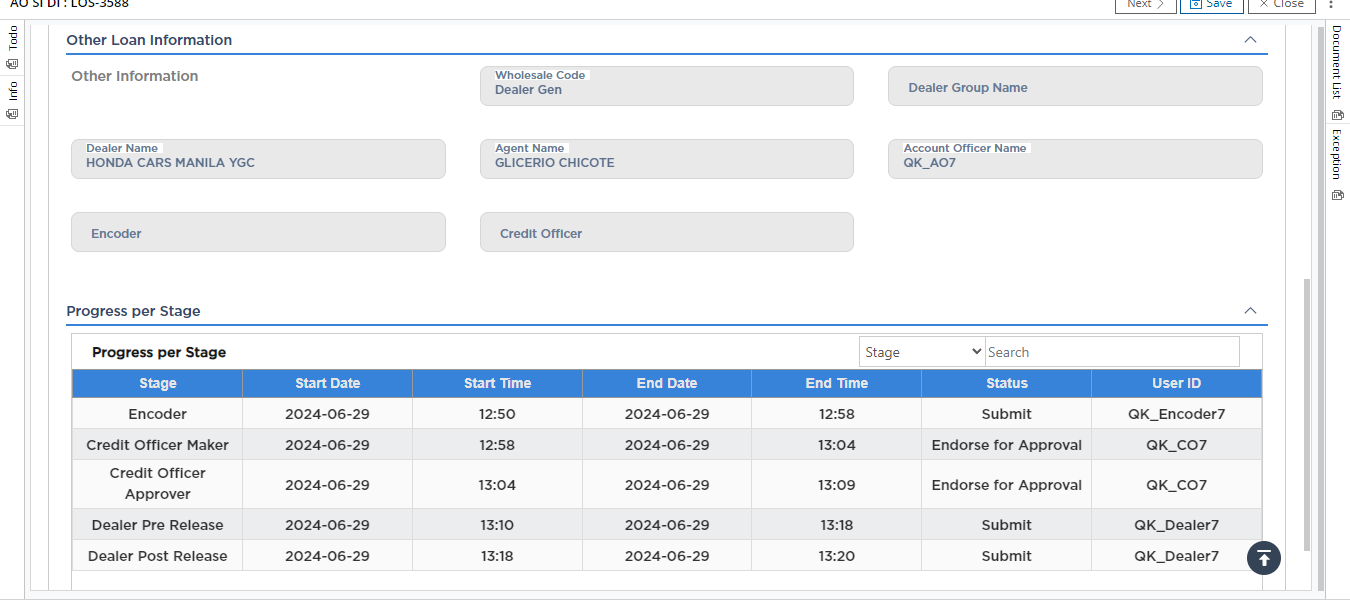 AO SI DI : LOS-3588
Next
Save
Close
Todo
Info
Document List
Exception
Other Loan Information
Other Information
Wholesale Code
Dealer Gen
Dealer Group Name
Dealer Name
HONDA CARS MANILA YGC
Agent Name
GLICERIO CHICOTE
Account Officer Name
QK_AO7
Encoder
Credit Officer
Progress per Stage
Progress per Stage
Stage
Search
Stage Start Date Start Time End Date End Time Status User ID
Encoder 2024-06-29 12:50 2024-06-29 12:58 Submit QK_Encoder7
Credit Officer Maker 2024-06-29 12:58 2024-06-29 13:04 Endorse for Approval QK_CO7
Credit Officer
Approver 2024-06-29 13:04 2024-06-29 13:09 Endorse for Approval QK_CO7
Dealer Pre Release 2024-06-29 13:10 2024-06-29 13:18 Submit QK_Dealer7
Dealer Post Release 2024-06-29 13:18 2024-06-29 13:20 Submit QK_Dealer7